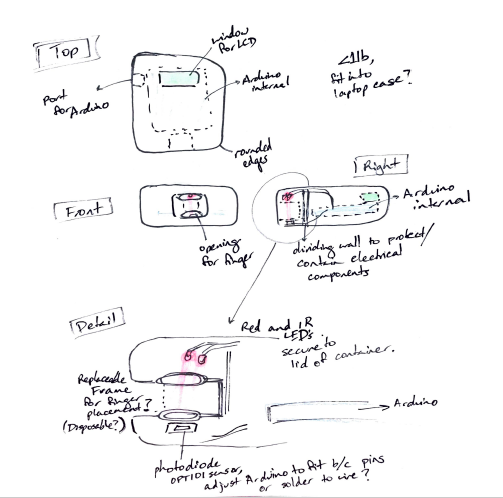 Top
window
for LCD
Port
for Arduino
Arduino
internal
<1lb,
fit into
laptop case?
rounded
edges
Front
opening
for finger
Right
Arduino
internal
dividing wall to protect/
contain electrical
components
Detail
Red and IR
LED's.
secure to
lid of container.
Replaceable
Frame
for finger
placement?
(Disposable?)
Arduino
photodiode
OPT101 sensor,
adjust Arduino to fit b/c pins
or solder to wire?